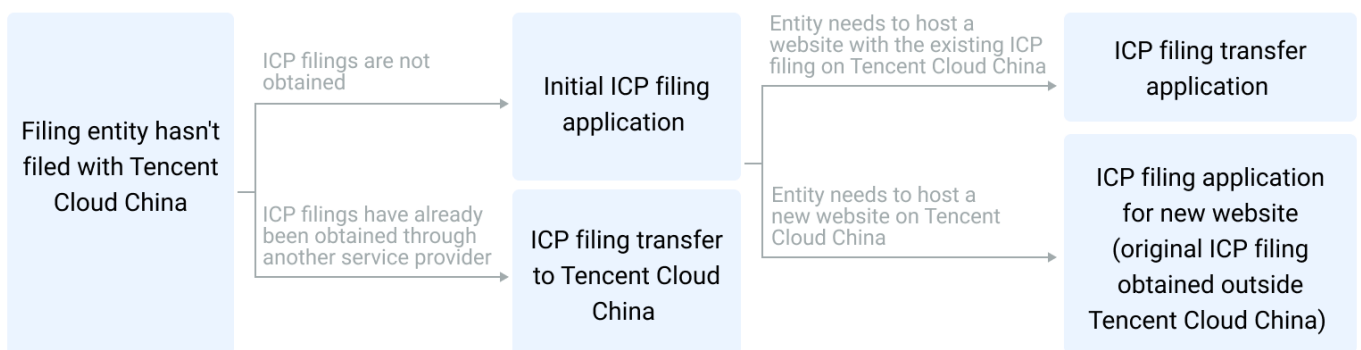 Filing entity hasn't
filed with Tencent
Cloud China
ICP filings are not
obtained
ICP filings have already
been obtained through
another service provider
Initial ICP filing
application
ICP filing transfer
to Tencent Cloud
China
Entity needs to host a
website with the existing ICP
filing on Tencent Cloud China
Entity needs to host a
new website on Tencent
Cloud China
ICP filing transfer
application
ICP filing application
for new website
(original ICP filing
obtained outside
Tencent Cloud China)